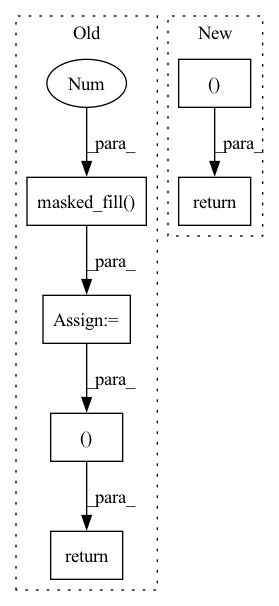 Old
New
Num
()
_para_
_para_
masked_fill()
return
_para_
Assign:=
_para_
()
_para_
return